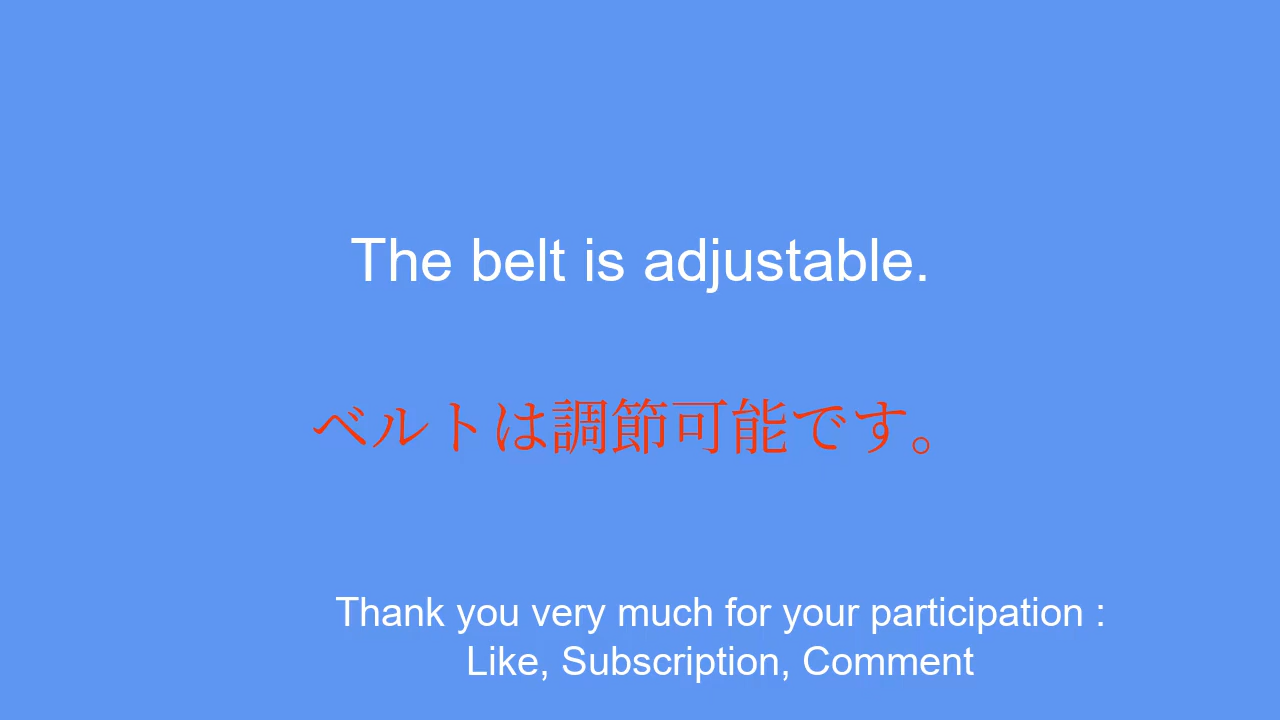 The belt is adjustable.
ベルトは調節可能です。
Thank you very much for your participation :
Like, Subscription, Comment